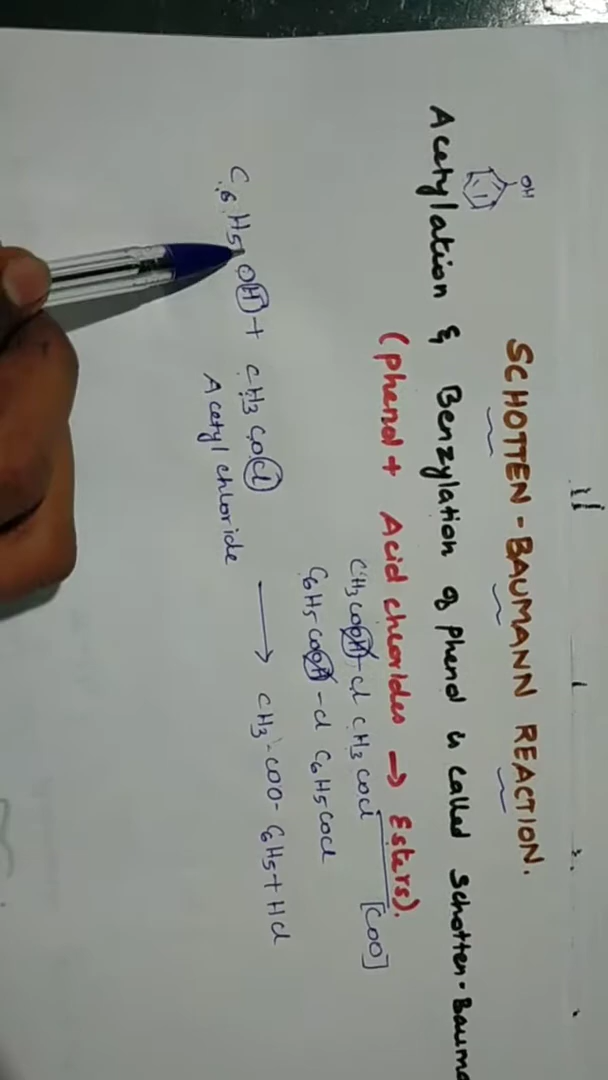 SCHOTTEN - BAUMANN REACTION.
OH
Acetylation & Benzylation of phenol is called Schotten-Bauma
(phenol + Acid chlorides → Esters).
CH3COOH-Cl CH3COCl [COO]
C6H5COOH-Cl C6H5COCl
C6H5OH + CH3COCl → CH3-COO-C6H5+HCl
Acetyl chloride